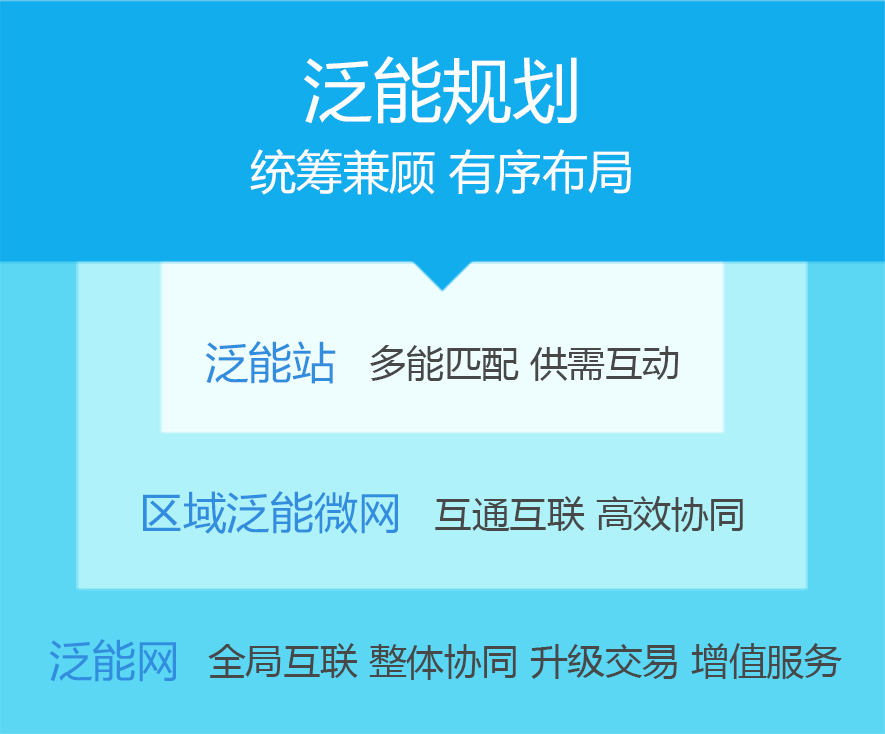 泛能规划
统筹兼顾 有序布局
泛能站 多能匹配 供需互动
区域泛能微网 互通互联 高效协同
泛能网 全局互联 整体协同 升级交易 增值服务